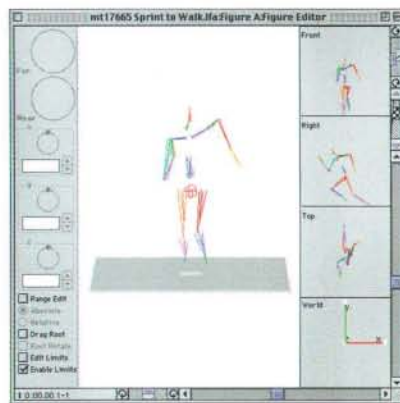 mt17665 Sprint to Walk.lfa:Figure A:Figure Editor
Front
Right
Top
World
Y
X
Range Edit
Absolute
Relative
Drag Root
Root Rotate
Edit Limits
Enable Limits